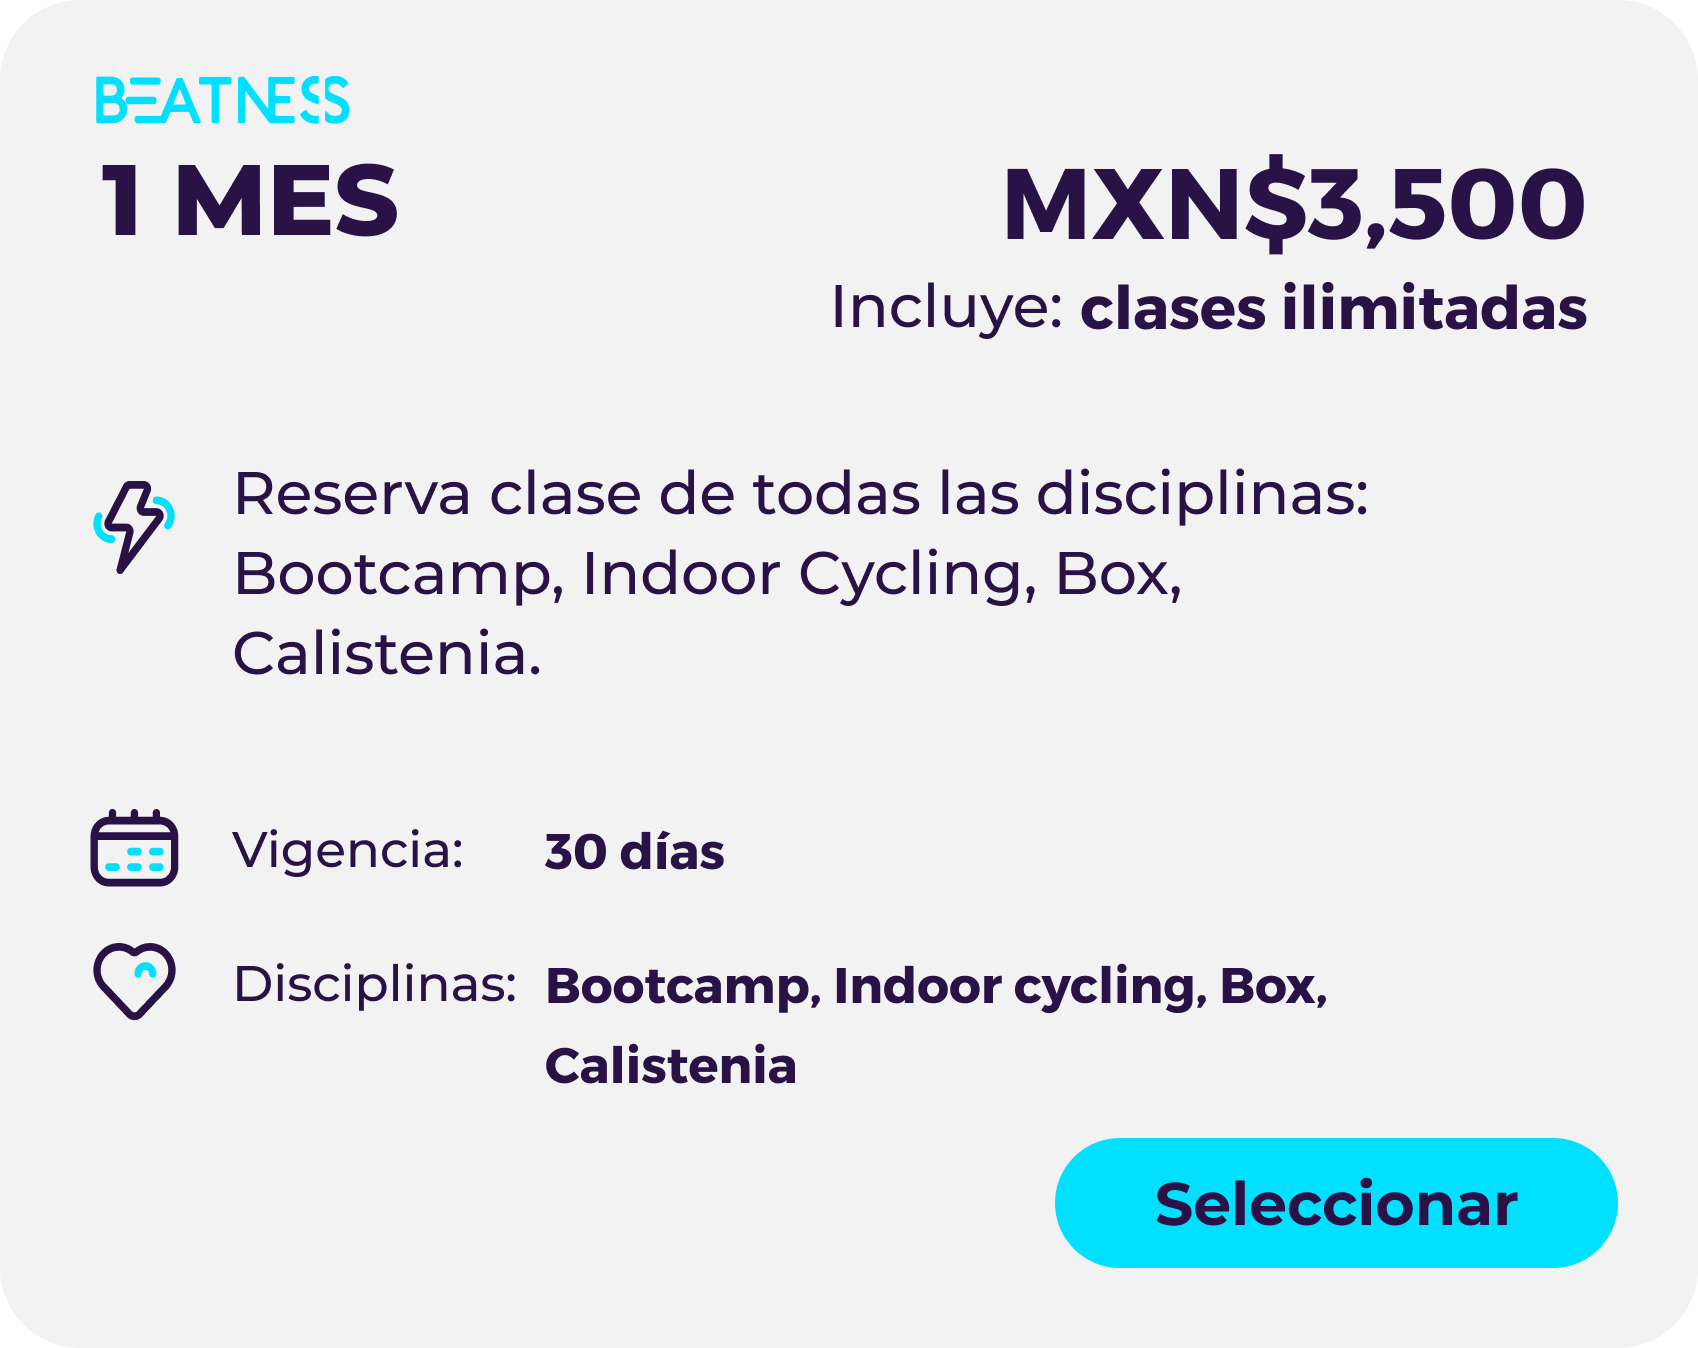 BEATNESS
1 MES
MXN$3,500
Incluye: clases ilimitadas
Reserva clase de todas las disciplinas:
Bootcamp, Indoor Cycling, Box,
Calistenia.
Vigencia: 30 días
Disciplinas: Bootcamp, Indoor cycling, Box,
Calistenia
Seleccionar